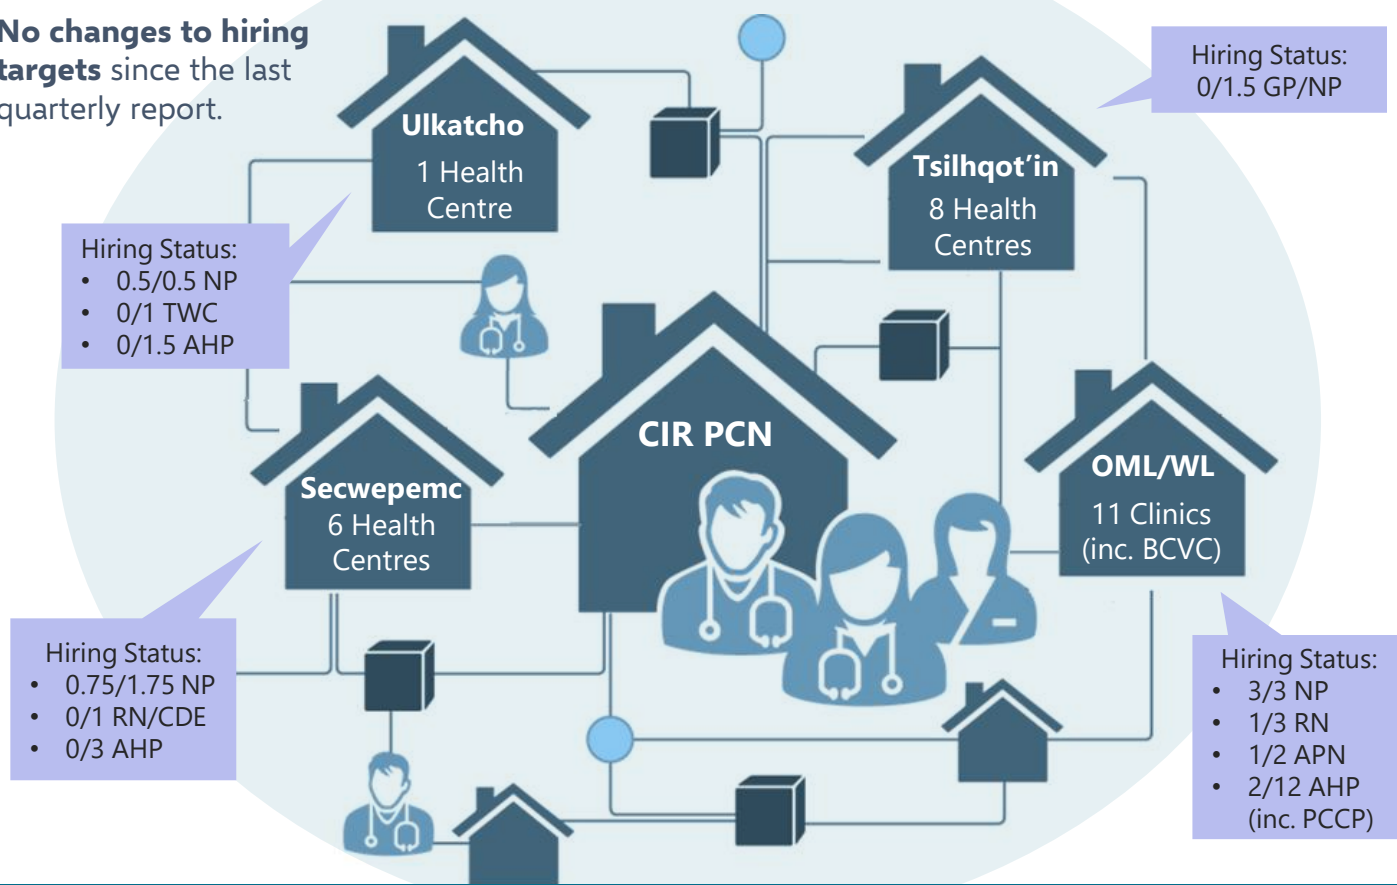 No changes to hiring
targets since the last
quarterly report.
Hiring Status:
0/1.5 GP/NP
Ulkatcho
1 Health
Centre
Tsilhqot’in
8 Health
Centres
Hiring Status:
• 0.5/0.5 NP
• 0/1 TWC
• 0/1.5 AHP
CIR PCN
Secwepemc
6 Health
Centres
OML/WL
11 Clinics
(inc. BCVC)
Hiring Status:
• 0.75/1.75 NP
• 0/1 RN/CDE
• 0/3 AHP
Hiring Status:
• 3/3 NP
• 1/3 RN
• 1/2 APN
• 2/12 AHP
(inc. PCCP)